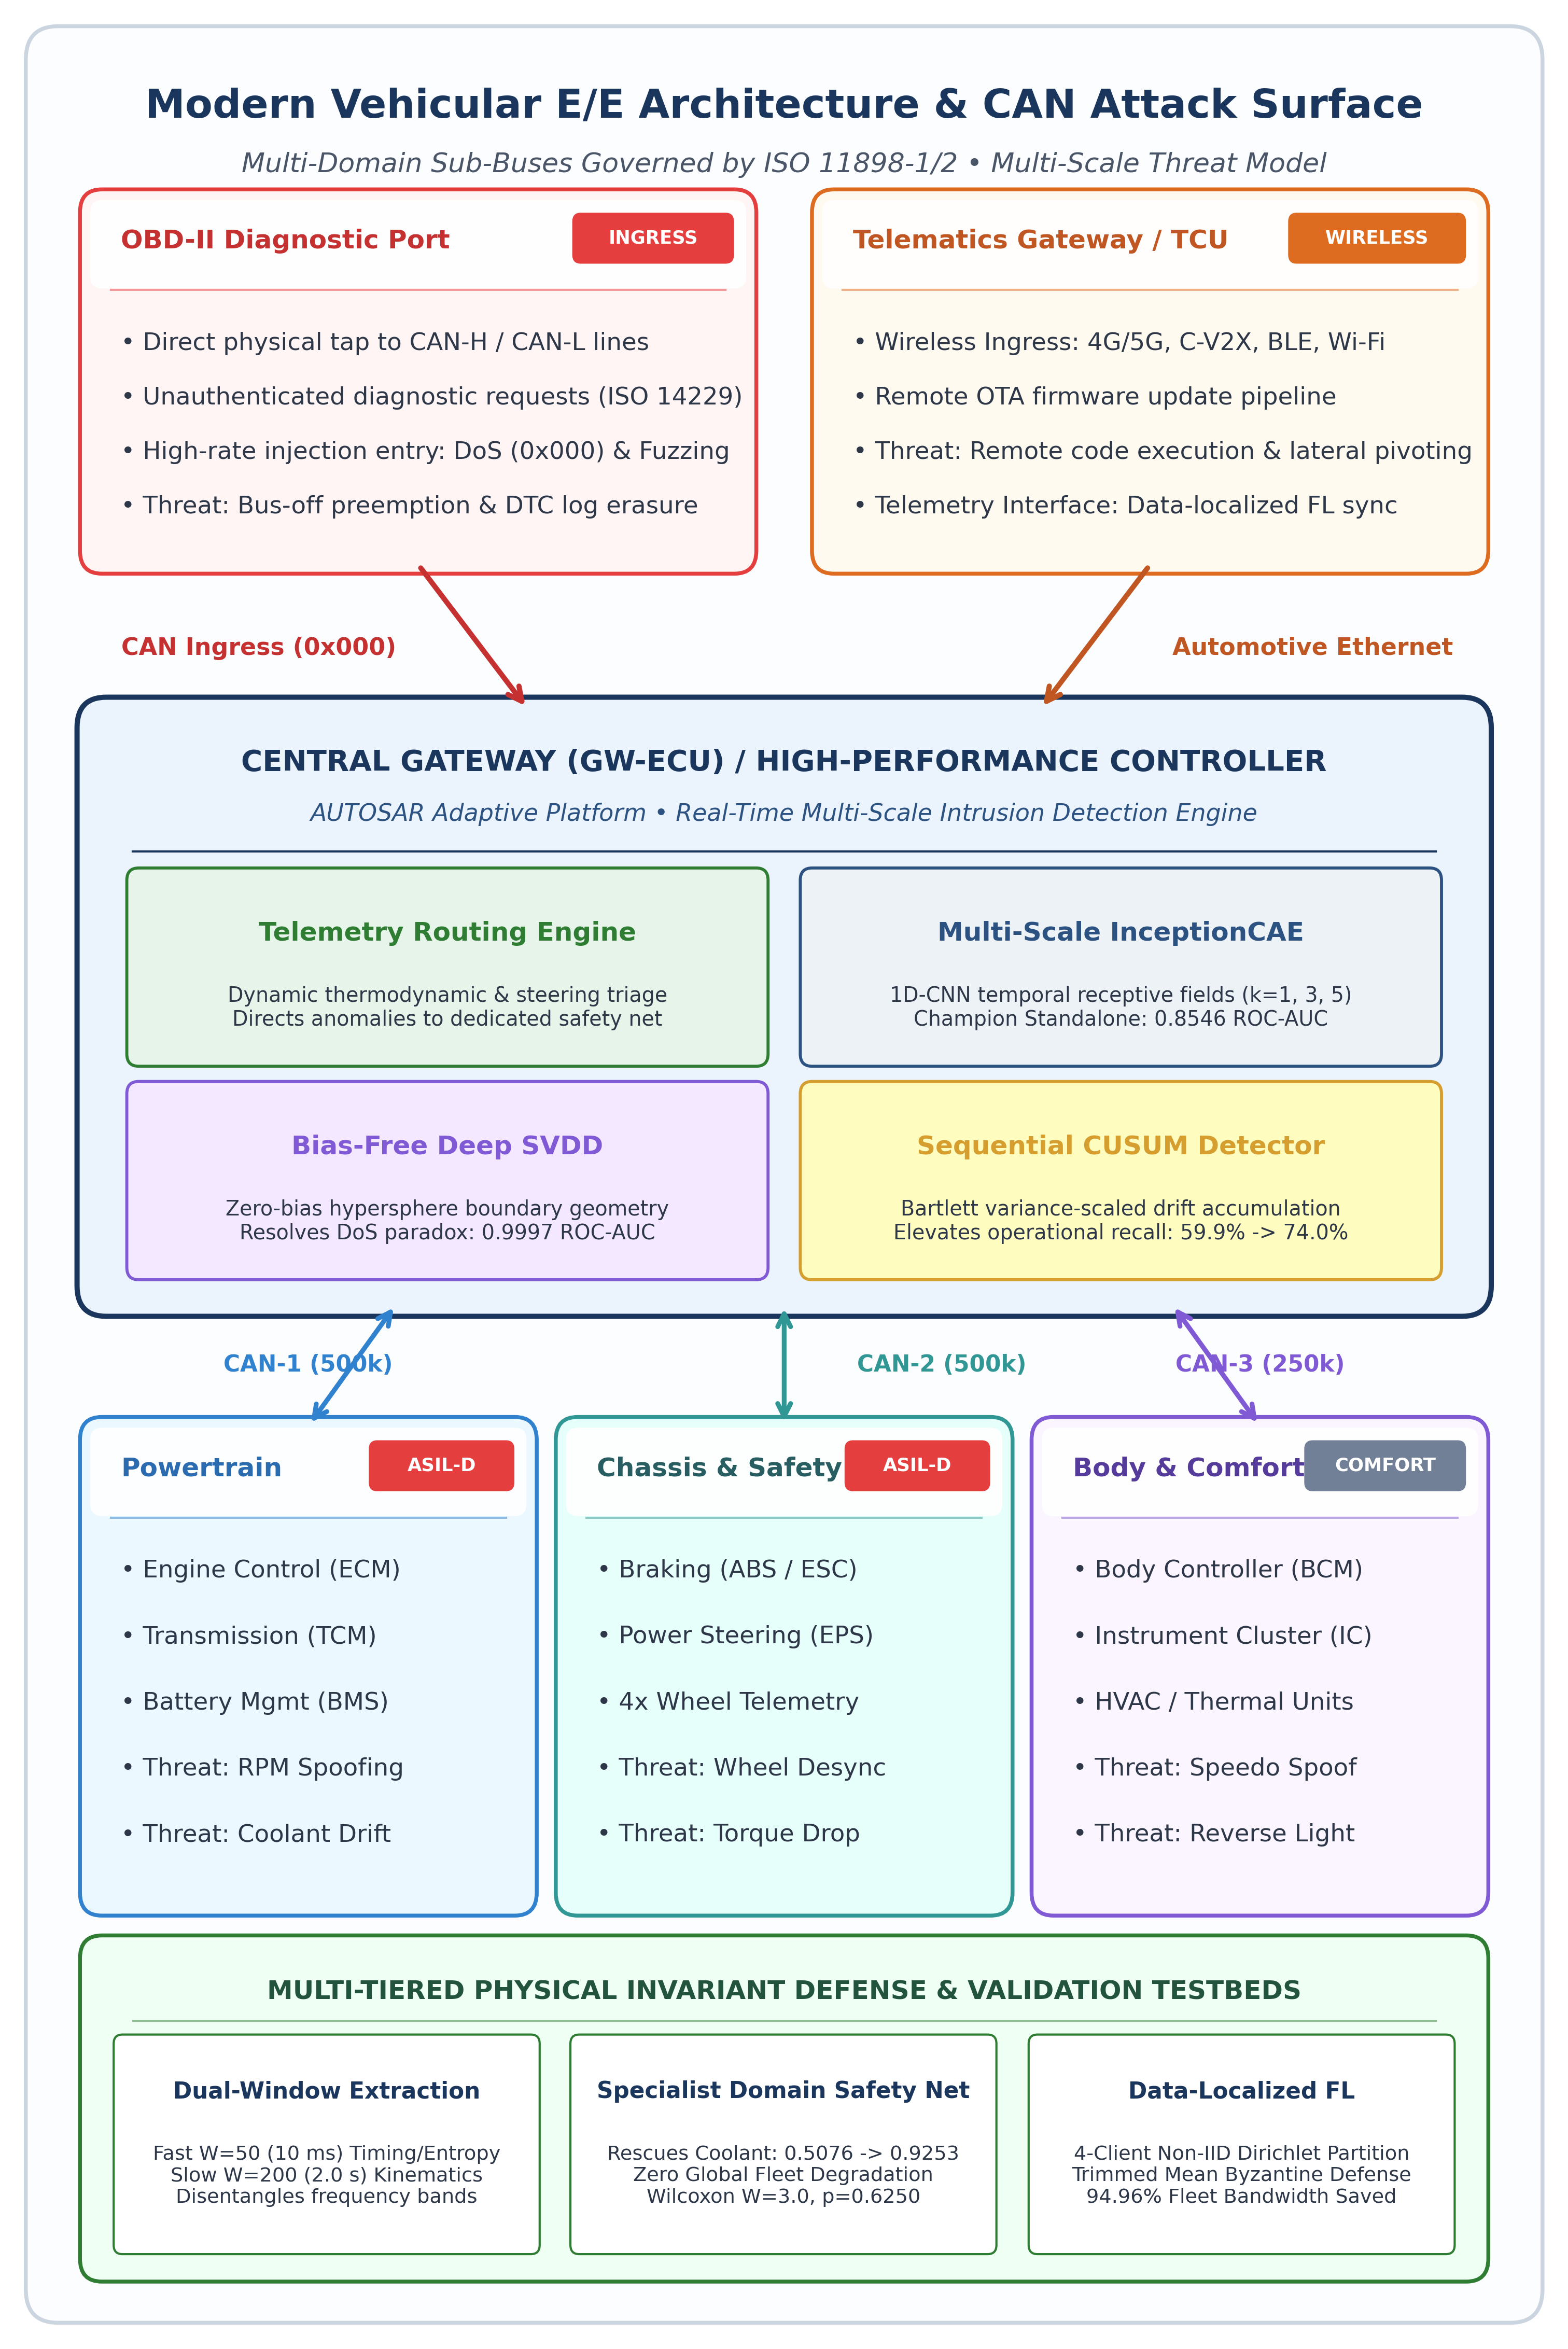 Modern Vehicular E/E Architecture & CAN Attack Surface
Multi-Domain Sub-Buses Governed by ISO 11898-1/2 • Multi-Scale Threat Model
OBD-II Diagnostic Port
INGRESS
• Direct physical tap to CAN-H / CAN-L lines
• Unauthenticated diagnostic requests (ISO 14229)
• High-rate injection entry: DoS (0x000) & Fuzzing
• Threat: Bus-off preemption & DTC log erasure
Telematics Gateway / TCU
WIRELESS
• Wireless Ingress: 4G/5G, C-V2X, BLE, Wi-Fi
• Remote OTA firmware update pipeline
• Threat: Remote code execution & lateral pivoting
• Telemetry Interface: Data-localized FL sync
CAN Ingress (0x000)
Automotive Ethernet
CENTRAL GATEWAY (GW-ECU) / HIGH-PERFORMANCE CONTROLLER
AUTOSAR Adaptive Platform • Real-Time Multi-Scale Intrusion Detection Engine
Telemetry Routing Engine
Dynamic thermodynamic & steering triage
Directs anomalies to dedicated safety net
Multi-Scale InceptionCAE
1D-CNN temporal receptive fields (k=1, 3, 5)
Champion Standalone: 0.8546 ROC-AUC
Bias-Free Deep SVDD
Zero-bias hypersphere boundary geometry
Resolves DoS paradox: 0.9997 ROC-AUC
Sequential CUSUM Detector
Bartlett variance-scaled drift accumulation
Elevates operational recall: 59.9% -> 74.0%
CAN-1 (500k)
CAN-2 (500k)
CAN-3 (250k)
Powertrain
ASIL-D
• Engine Control (ECM)
• Transmission (TCM)
• Battery Mgmt (BMS)
• Threat: RPM Spoofing
• Threat: Coolant Drift
Chassis & Safety
ASIL-D
• Braking (ABS / ESC)
• Power Steering (EPS)
• 4x Wheel Telemetry
• Threat: Wheel Desync
• Threat: Torque Drop
Body & Comfort
COMFORT
• Body Controller (BCM)
• Instrument Cluster (IC)
• HVAC / Thermal Units
• Threat: Speedo Spoof
• Threat: Reverse Light
MULTI-TIERED PHYSICAL INVARIANT DEFENSE & VALIDATION TESTBEDS
Dual-Window Extraction
Fast W=50 (10 ms) Timing/Entropy
Slow W=200 (2.0 s) Kinematics
Disentangles frequency bands
Specialist Domain Safety Net
Rescues Coolant: 0.5076 -> 0.9253
Zero Global Fleet Degradation
Wilcoxon W=3.0, p=0.6250
Data-Localized FL
4-Client Non-IID Dirichlet Partition
Trimmed Mean Byzantine Defense
94.96% Fleet Bandwidth Saved